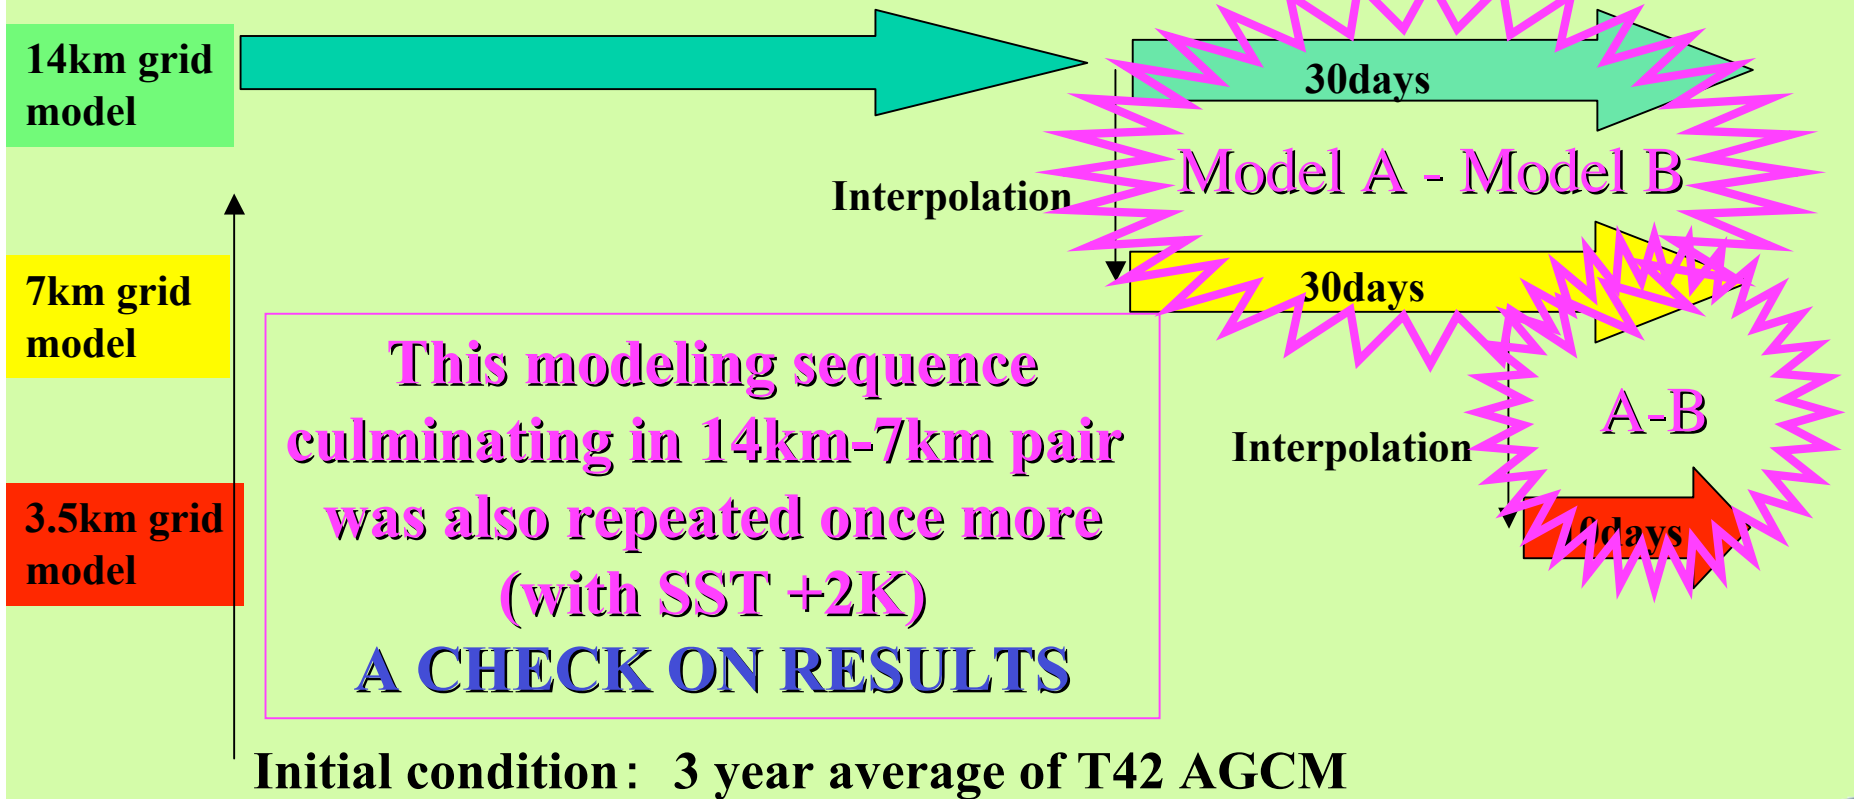 14km grid
model
30days
Model A - Model B
Interpolation
7km grid
model
30days
This modeling sequence
culminating in 14km-7km pair
was also repeated once more
(with SST +2K)
A CHECK ON RESULTS
A-B
Interpolation
3.5km grid
model
0days
Initial condition: 3 year average of T42 AGCM